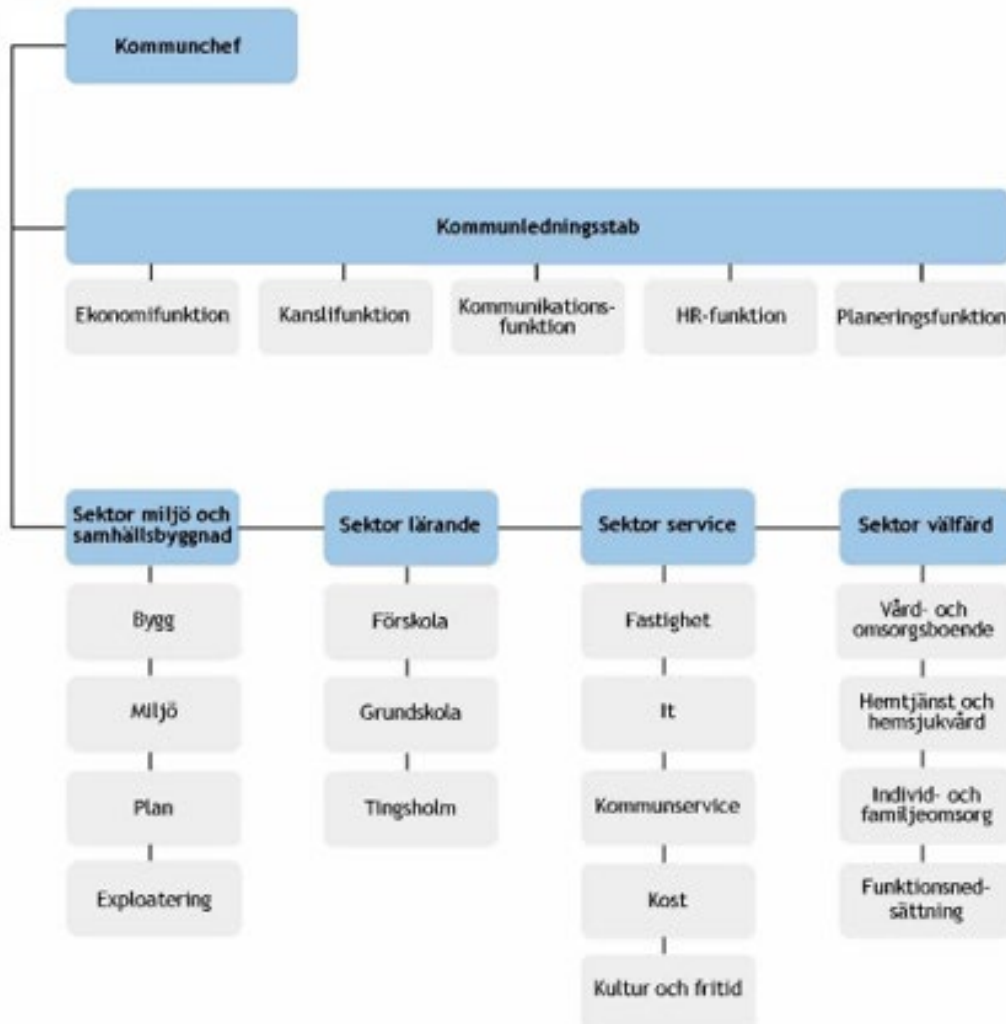 Kommunchef
Kommunledningsstab
Ekonomifunktion
Kanslifunktion
Kommunikations-
funktion
HR-funktion
Planeringsfunktion
Sektor miljö och
samhällsbyggnad
Bygg
Miljö
Plan
Exploatering
Sektor lärande
Förskola
Grundskola
Tingsholm
Sektor service
Fastighet
It
Kommunservice
Kost
Kultur och fritid
Sektor välfärd
Vård- och
omsorgsboende
Hemtjänst och
hemsjukvård
Individ- och
familjeomsorg
Funktionsned-
sättning